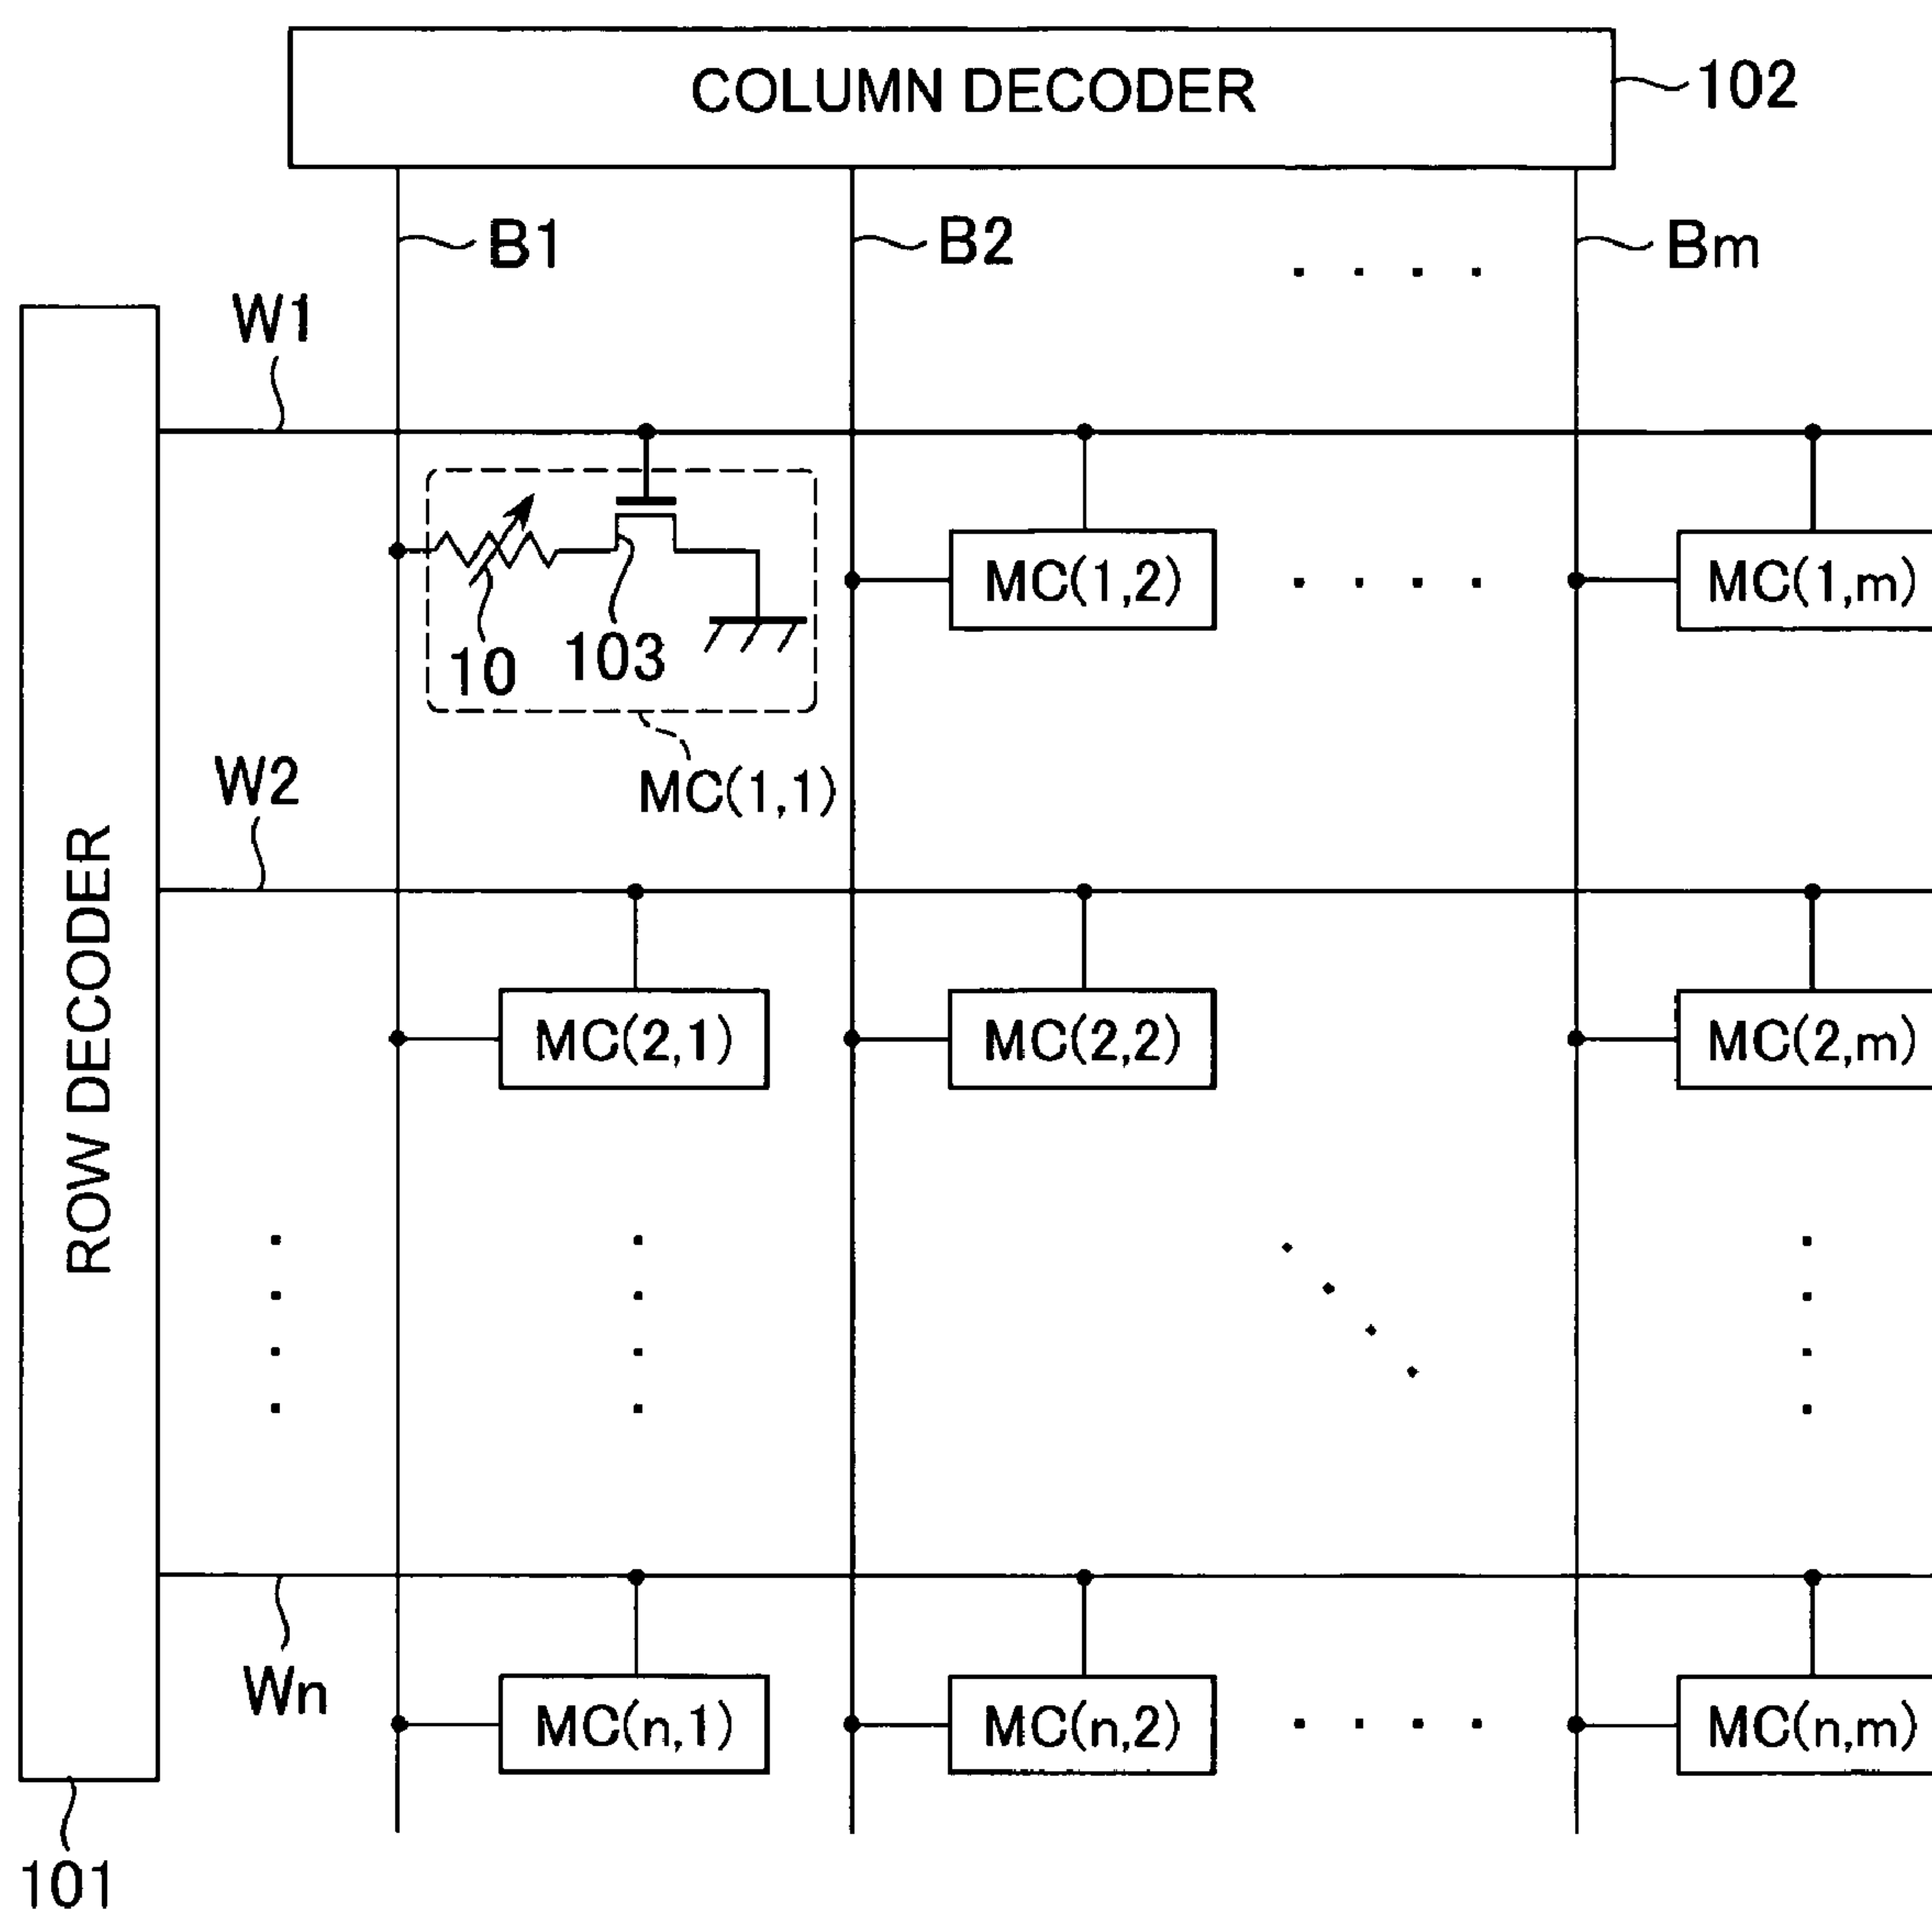 COLUMN DECODER
102
B1
B2
Bm
W1
MC(1,2)
MC(1,m)
10
103
MC(1,1)
W2
ROW DECODER
MC(2,1)
MC(2,2)
MC(2,m)
Wn
MC(n,1)
MC(n,2)
MC(n,m)
101